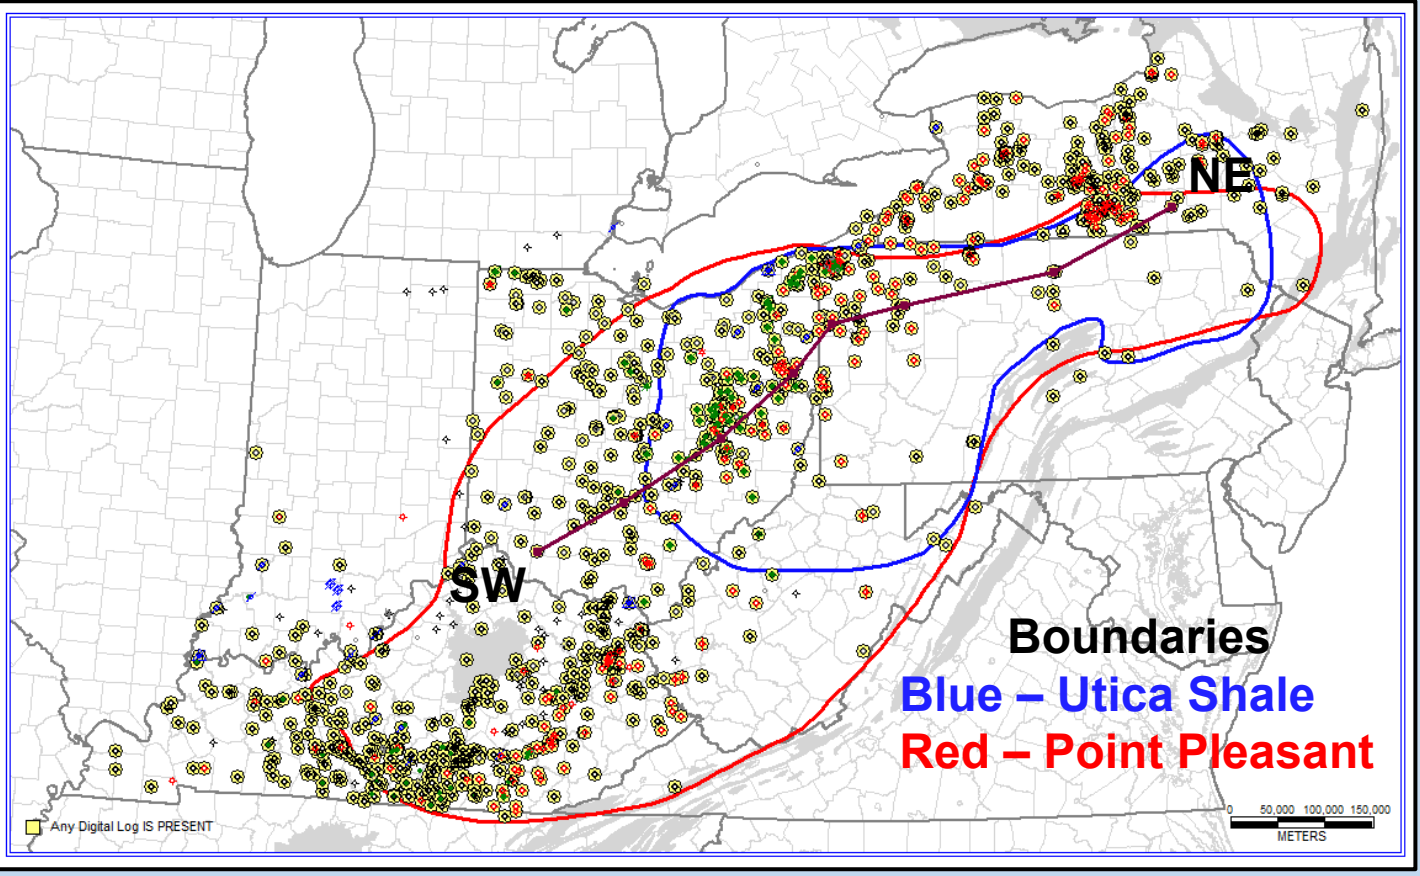 NE
SW
Boundaries
Blue – Utica Shale
Red – Point Pleasant
0 50,000 100,000 150,000
METERS
Any Digital Log IS PRESENT